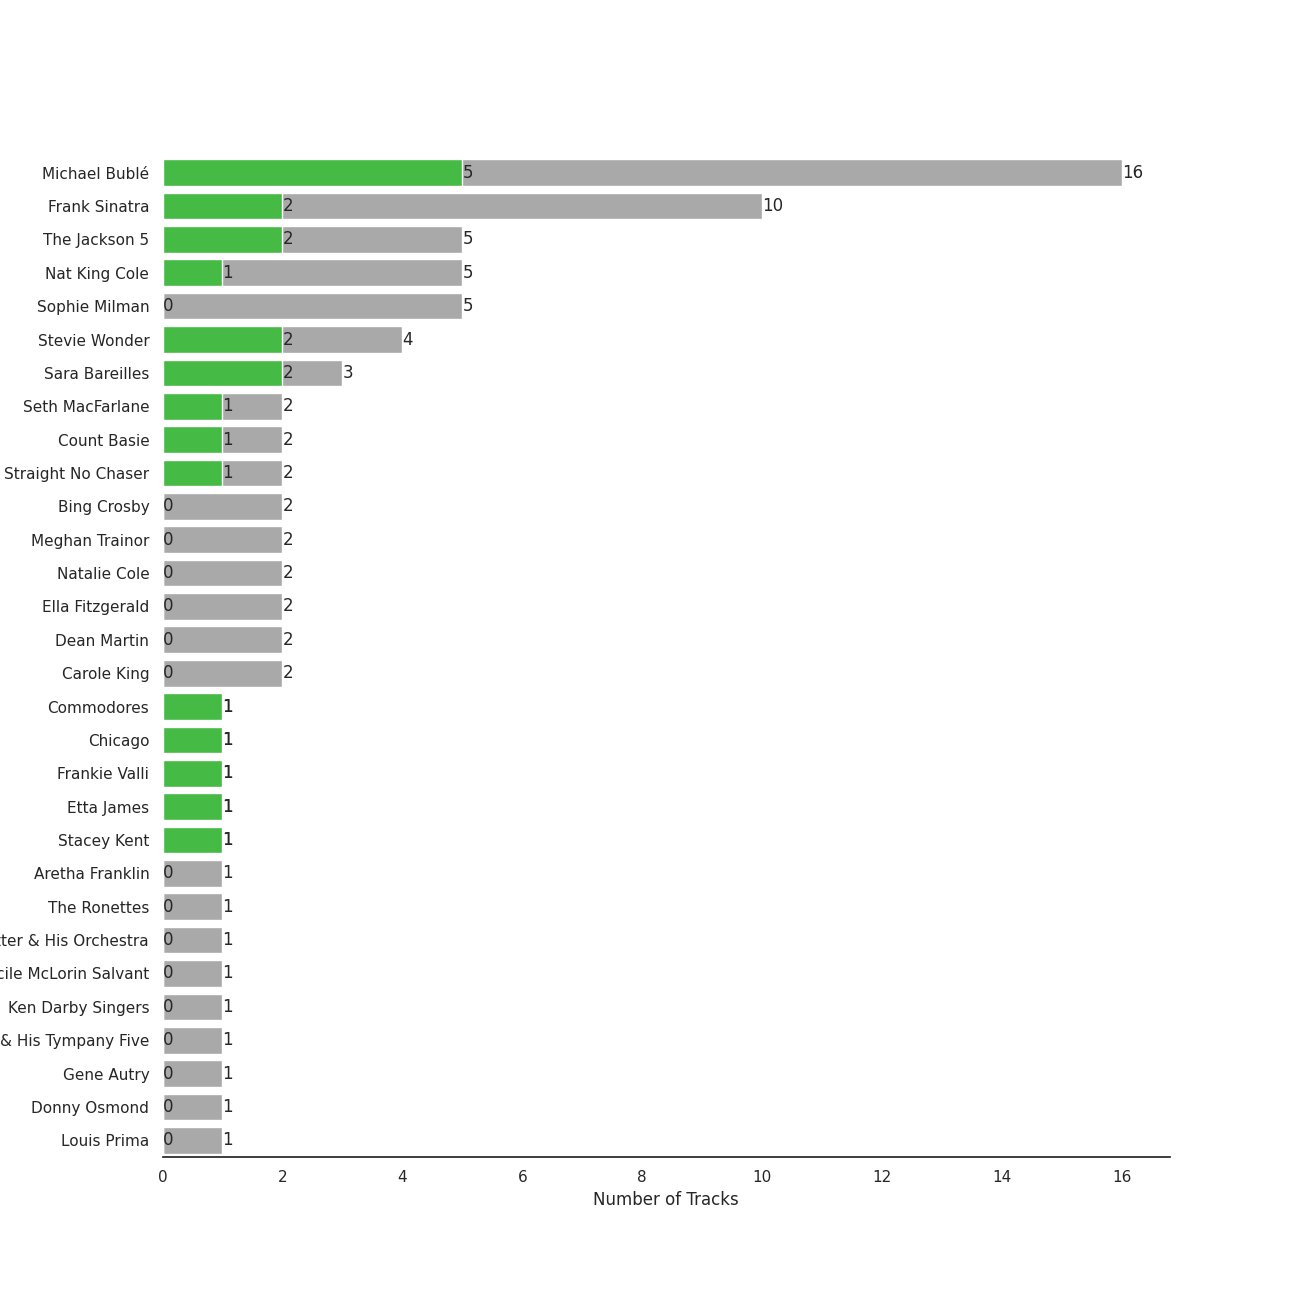 Michael Bublé 5 16
Frank Sinatra 2 10
The Jackson 5 2 5
Nat King Cole 1 5
Sophie Milman 0 5
Stevie Wonder 2 4
Sara Bareilles 2 3
Seth MacFarlane 1 2
Count Basie 1 2
Straight No Chaser 1 2
Bing Crosby 0 2
Meghan Trainor 0 2
Natalie Cole 0 2
Ella Fitzgerald 0 2
Dean Martin 0 2
Carole King 0 2
Commodores 1
Chicago 1
Frankie Valli 1
Etta James 1
Stacey Kent 1
Aretha Franklin 0 1
The Ronettes 0 1
& His Orchestra 0 1
McLorin Salvant 0 1
Ken Darby Singers 0 1
& His Tympany Five 0 1
Gene Autry 0 1
Donny Osmond 0 1
Louis Prima 0 1
0 2 4 6 8 10 12 14 16
Number of Tracks